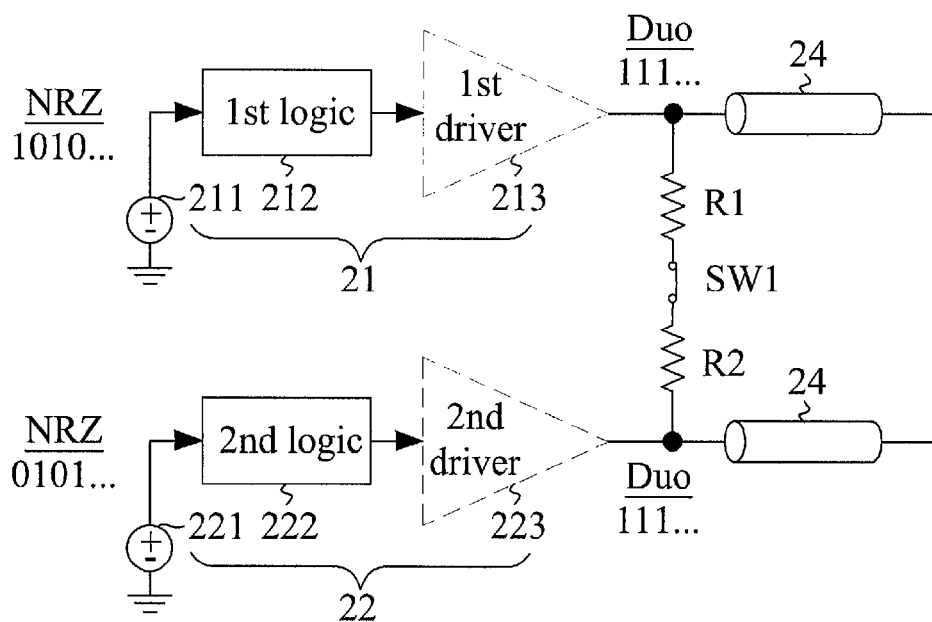 Duo
111...
24
NRZ
1010...
1st logic
1st
driver
211
212
213
R1
21
SW1
R2
NRZ
0101...
2nd logic
2nd
driver
24
Duo
111...
221
222
223
22